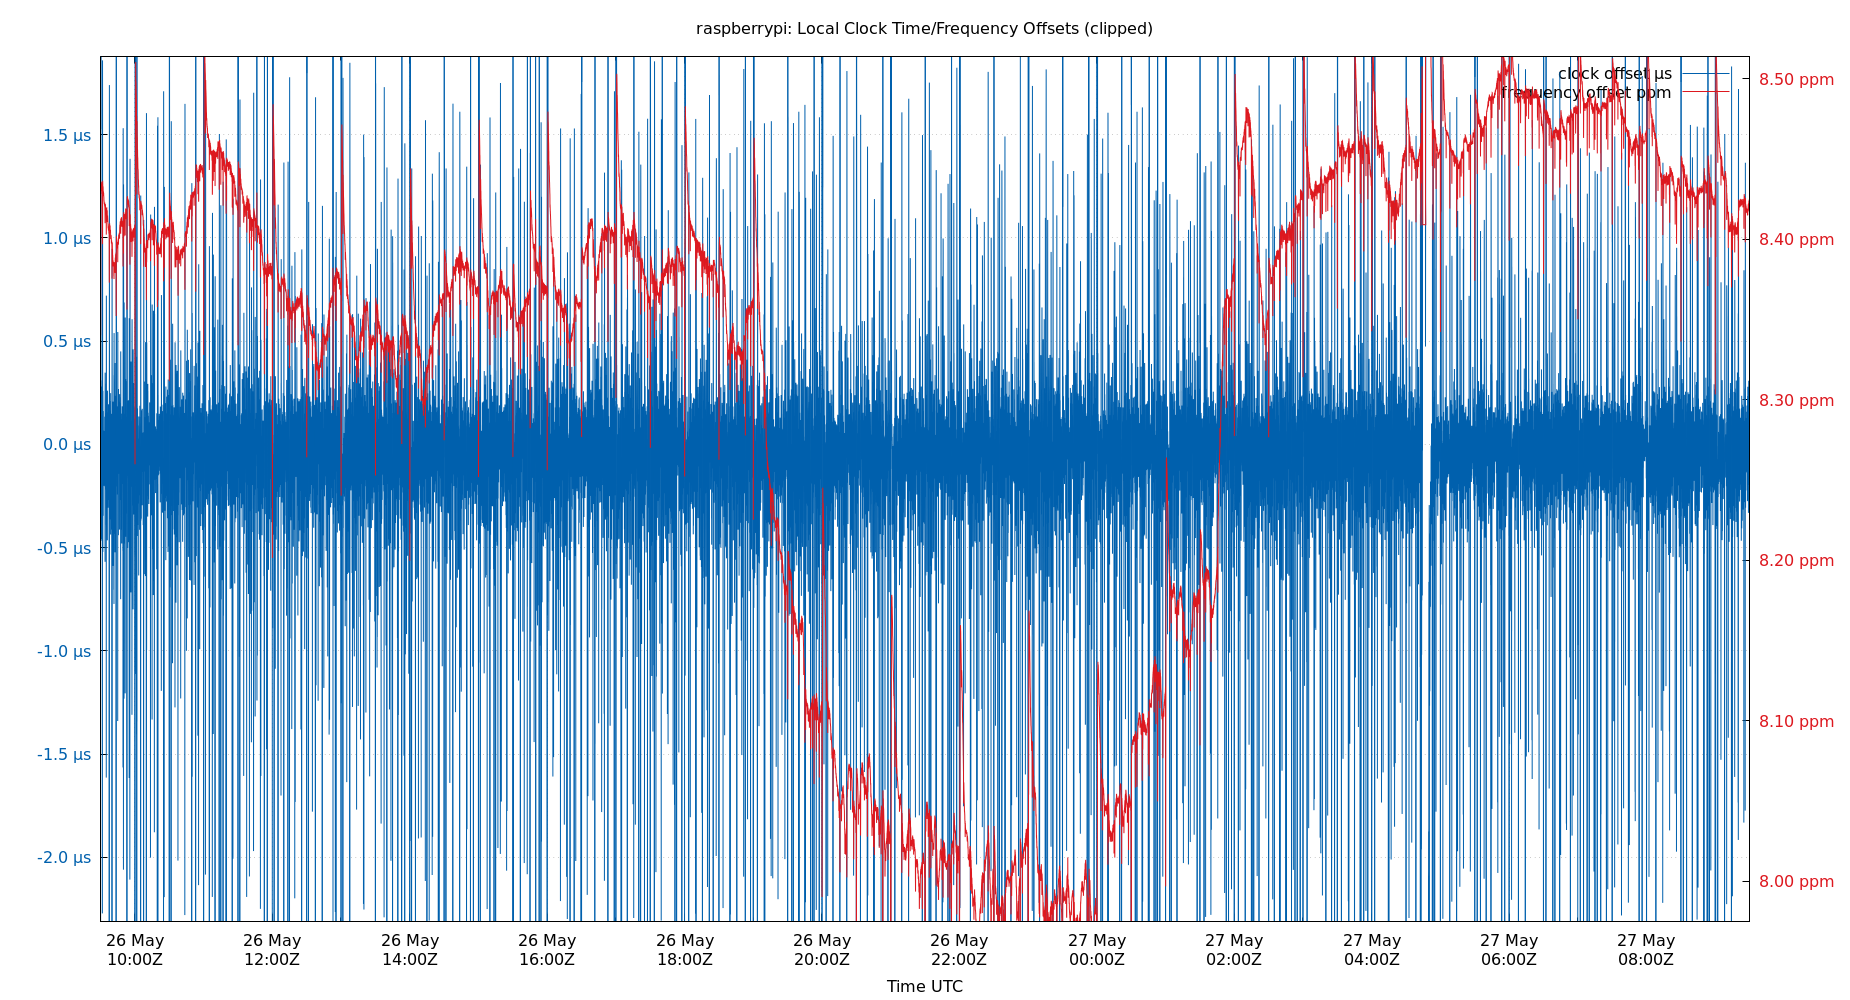 raspberrypi: Local Clock Time/Frequency Offsets (clipped)
clock offset µs
frequency offset ppm
1.5 µs
1.0 µs
0.5 µs
0.0 µs
-0.5 µs
-1.0 µs
-1.5 µs
-2.0 µs
8.50 ppm
8.40 ppm
8.30 ppm
8.20 ppm
8.10 ppm
8.00 ppm
26 May 26 May 26 May 26 May 26 May 26 May 26 May 27 May 27 May 27 May 27 May 27 May
10:00Z 12:00Z 14:00Z 16:00Z 18:00Z 20:00Z 22:00Z 00:00Z 02:00Z 04:00Z 06:00Z 08:00Z
Time UTC